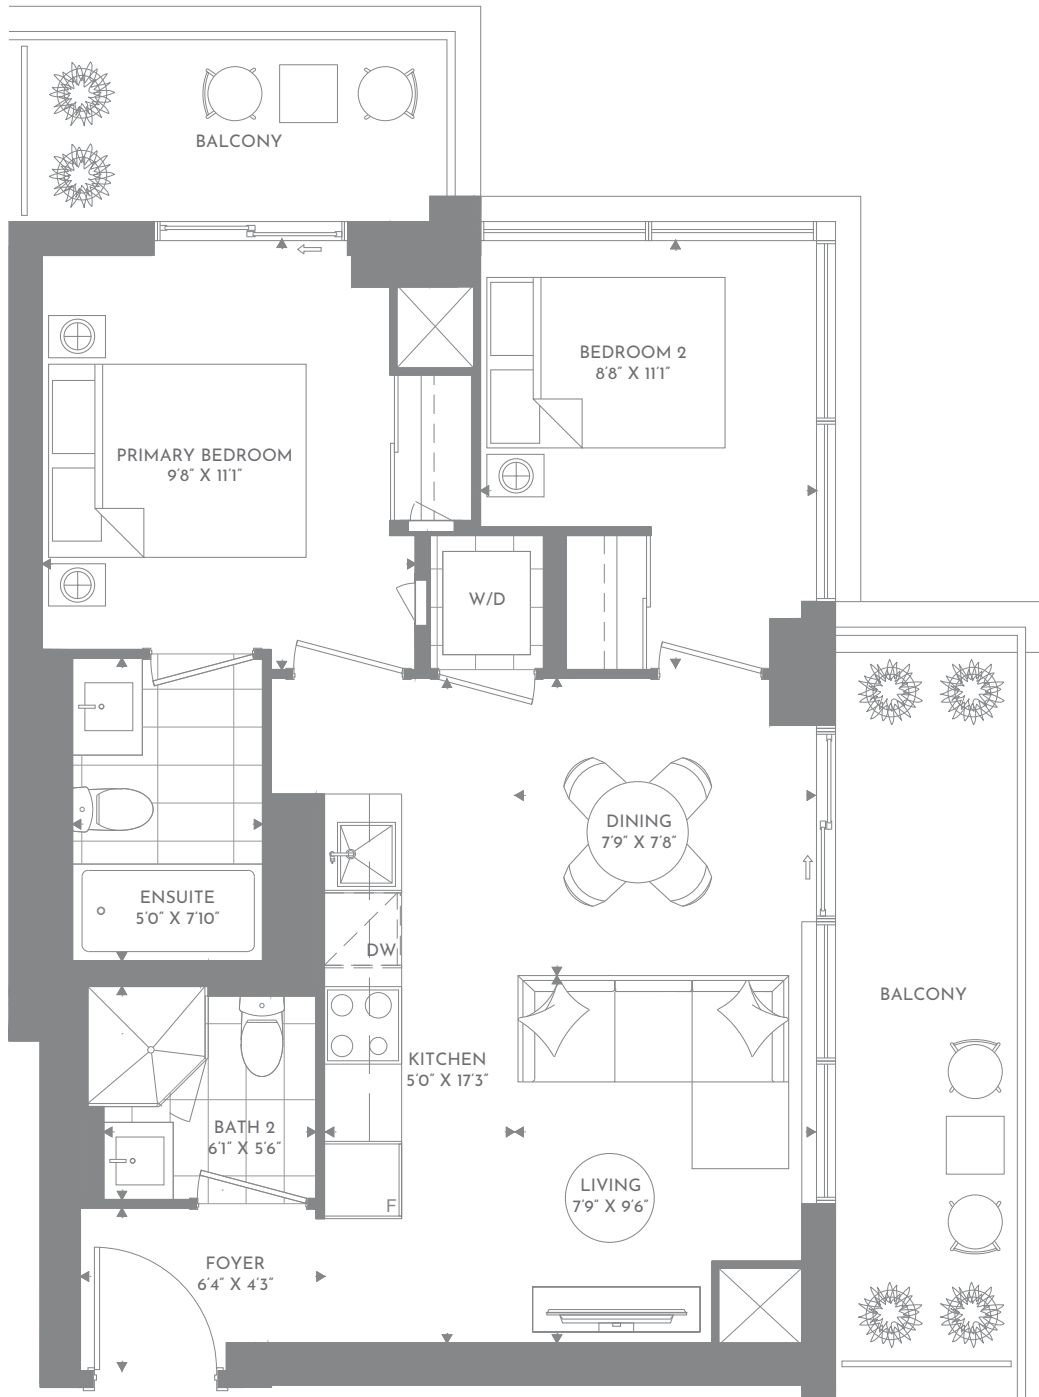 BALCONY
BEDROOM 2
8'8" X 11'1"
PRIMARY BEDROOM
9'8" X 11'1"
W/D
DINING
7'9" X 7'8"
ENSUITE
5'0" X 7'10"
DW
BALCONY
KITCHEN
5'0" X 17'3"
BATH 2
6'1" X 5'6"
LIVING
7'9" X 9'6"
F
FOYER
6'4" X 4'3"